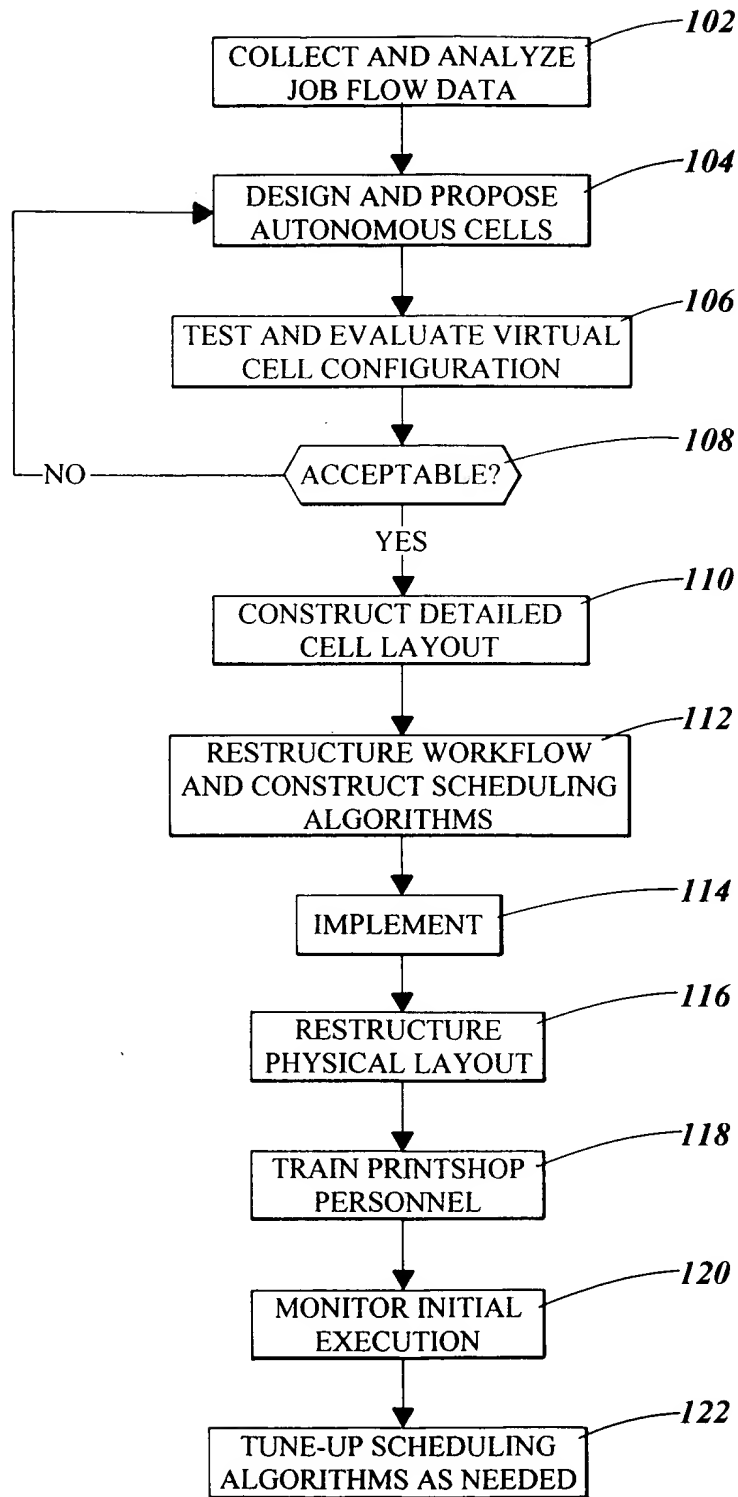 102
COLLECT AND ANALYZE
JOB FLOW DATA
104
DESIGN AND PROPOSE
AUTONOMOUS CELLS
106
TEST AND EVALUATE VIRTUAL
CELL CONFIGURATION
108
ACCEPTABLE?
NO
YES
110
CONSTRUCT DETAILED
CELL LAYOUT
112
RESTRUCTURE WORKFLOW
AND CONSTRUCT SCHEDULING
ALGORITHMS
114
IMPLEMENT
116
RESTRUCTURE
PHYSICAL LAYOUT
118
TRAIN PRINTSHOP
PERSONNEL
120
MONITOR INITIAL
EXECUTION
122
TUNE-UP SCHEDULING
ALGORITHMS AS NEEDED